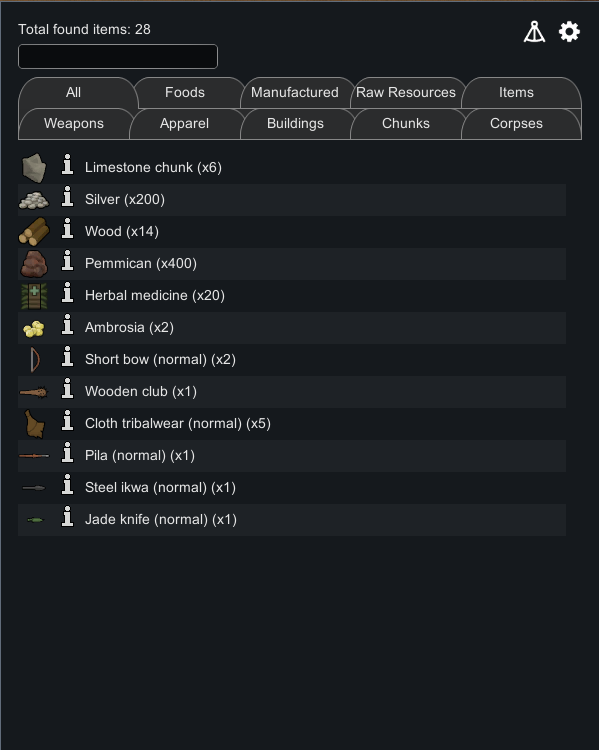 Total found items: 28
All Foods Manufactured Raw Resources Items
Weapons Apparel Buildings Chunks Corpses
Limestone chunk (x6)
Silver (x200)
Wood (x14)
Pemmican (x400)
Herbal medicine (x20)
Ambrosia (x2)
Short bow (normal) (x2)
Wooden club (x1)
Cloth tribalwear (normal) (x5)
Pila (normal) (x1)
Steel ikwa (normal) (x1)
Jade knife (normal) (x1)